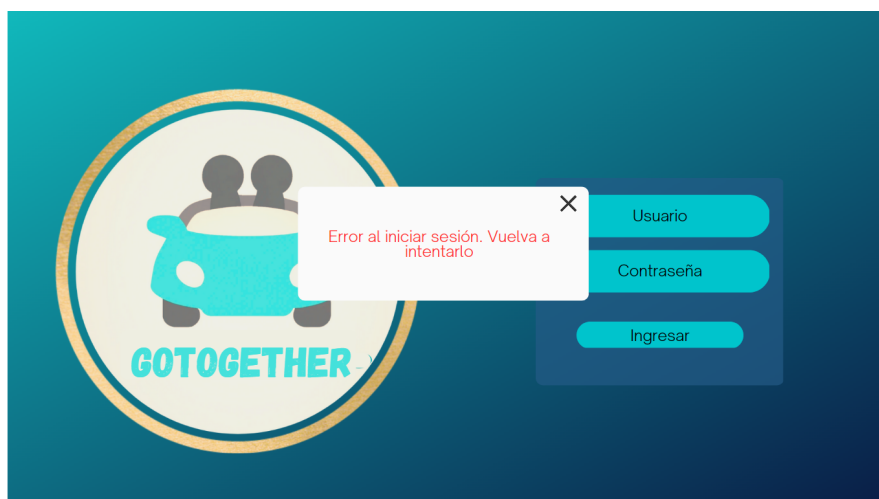 Error al iniciar sesión. Vuelva a
intentarlo
Usuario
Contraseña
Ingresar
GOTOGETHER